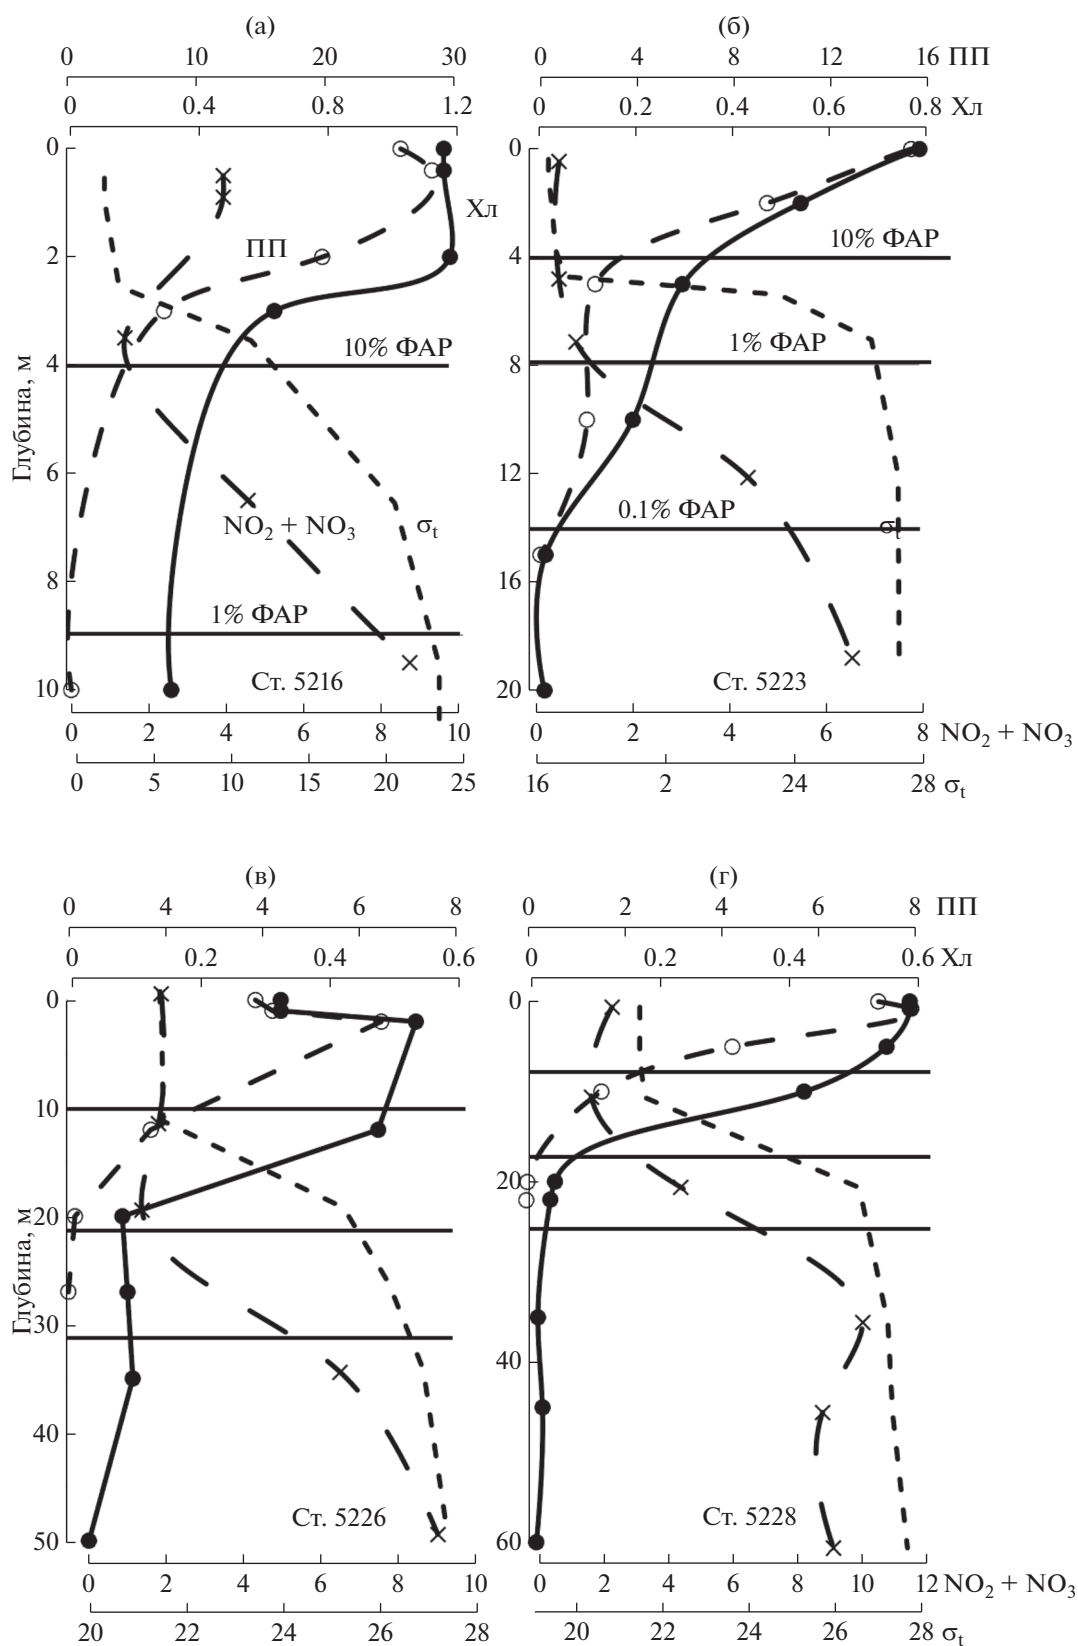 (а)
0 10 20 30
0 0.4 0.8 1.2
0
2
4
6
8
10
Глубина, м
Хл
ПП
10% ФАР
NO2 + NO3
σt
1% ФАР
Ст. 5216
0 2 4 6 8 10
0 5 10 15 20 25
(б)
0 4 8 12 16 ПП
0 0.2 0.4 0.6 0.8 Хл
0
4
8
12
16
20
10% ФАР
1% ФАР
0.1% ФАР
σt
Ст. 5223
0 2 4 6 8 NO2 + NO3
16 2 24 28 σt
(в)
0 4 4 6 8
0 0.2 0.4 0.6
0
10
20
30
40
50
Глубина, м
Ст. 5226
0 2 4 6 8 10
20 22 24 26 28
(г)
0 2 4 6 8 ПП
0 0.2 0.4 0.6 Хл
0
20
40
60
Ст. 5228
0 2 4 6 8 10 12 NO2 + NO3
20 22 24 26 28 σt